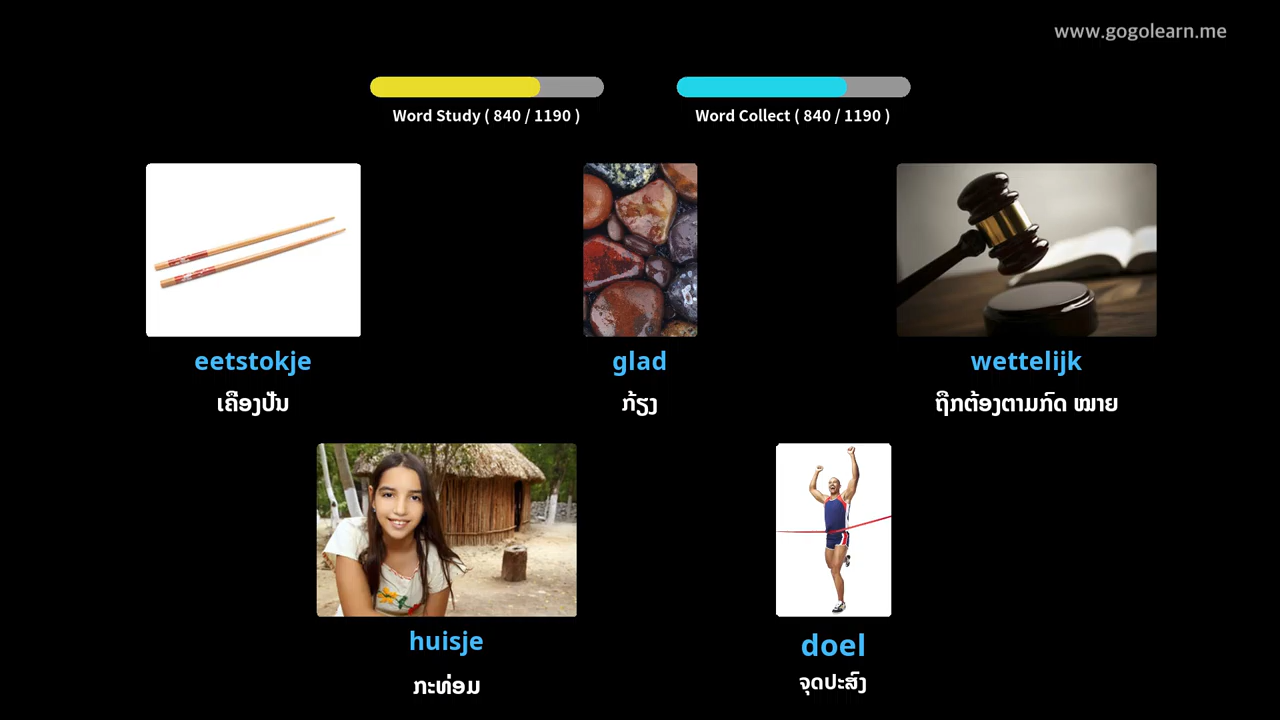 www.gogolearn.me
Word Study ( 840 / 1190 )
Word Collect ( 840 / 1190 )
eetstokje
glad
wettelijk
ເຄືອງປັ່ນ
ກ້ຽງ
ຖືກຕ້ອງຕາມກົດ ໝາຍ
huisje
doel
ກະທ່ອມ
ຈຸດປະສົງ